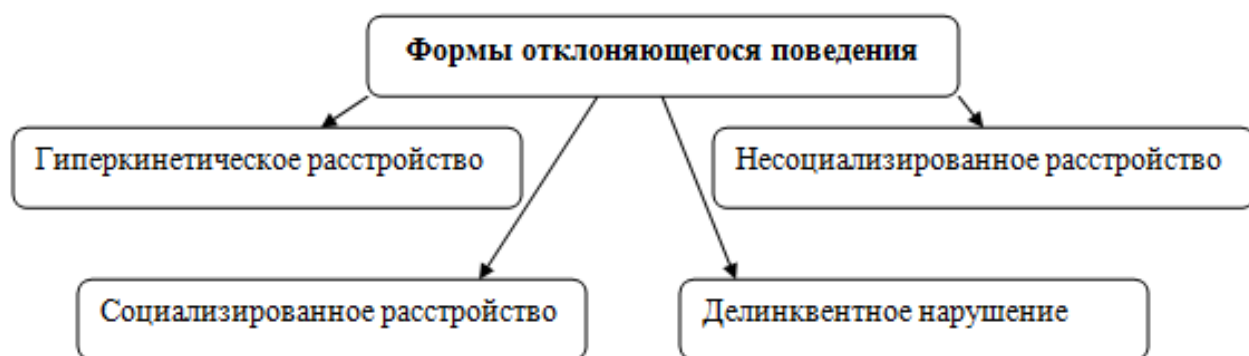 Формы отклоняющегося поведения
Гиперкинетическое расстройство
Несоциализированное расстройство
Социализированное расстройство
Делинквентное нарушение